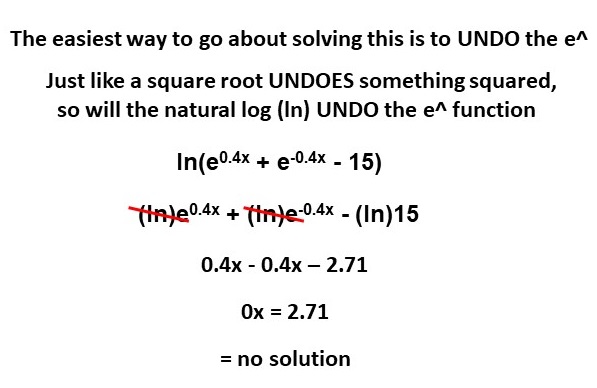 The easiest way to go about solving this is to UNDO the e^
Just like a square root UNDOES something squared,
so will the natural log (ln) UNDO the e^ function
ln(e^0.4x + e^-0.4x - 15)
(ln)e^0.4x + (ln)e^-0.4x - (ln)15
0.4x - 0.4x – 2.71
0x = 2.71
= no solution